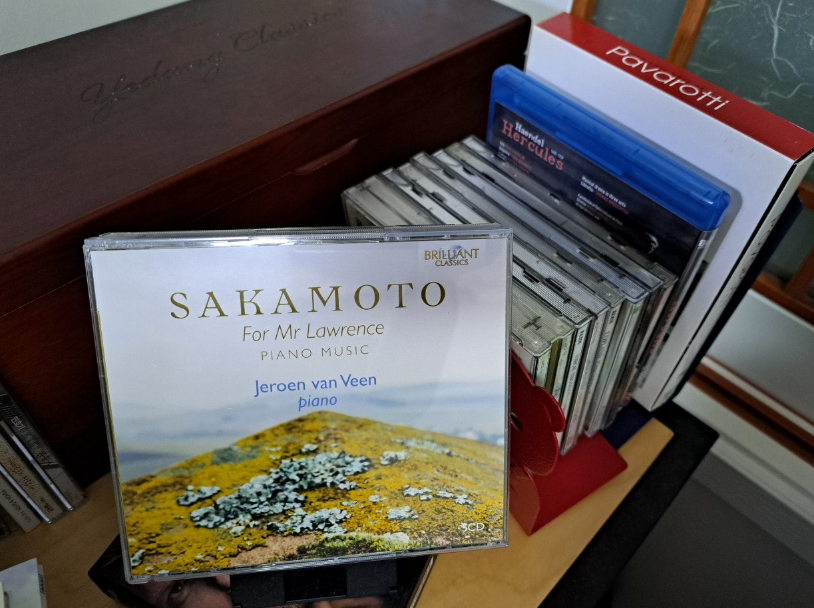 Pavarotti
Haendel
Hercules
BRILLIANT
CLASSICS
SAKAMOTO
For Mr Lawrence
PIANO MUSIC
Jeroen van Veen
piano
5CD